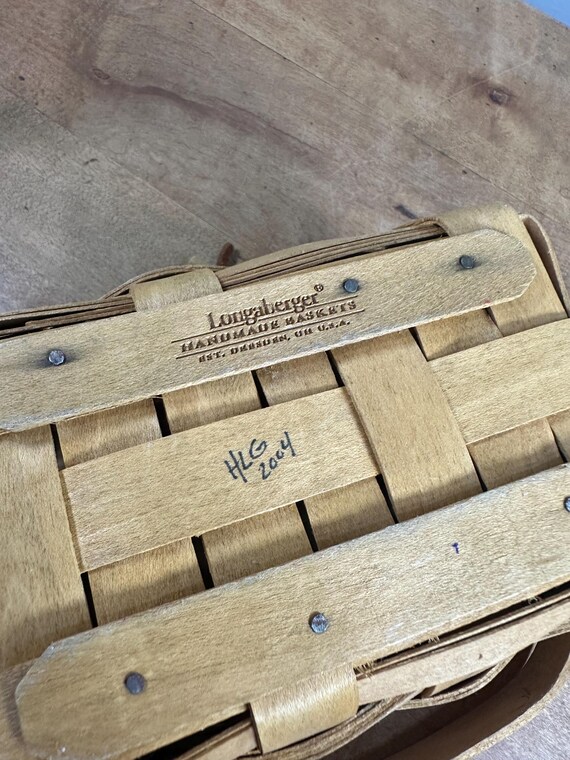 Longaberger®
HANDMADE BASKETS
EST. DRESDEN, OH U.S.A.
HLG
2004